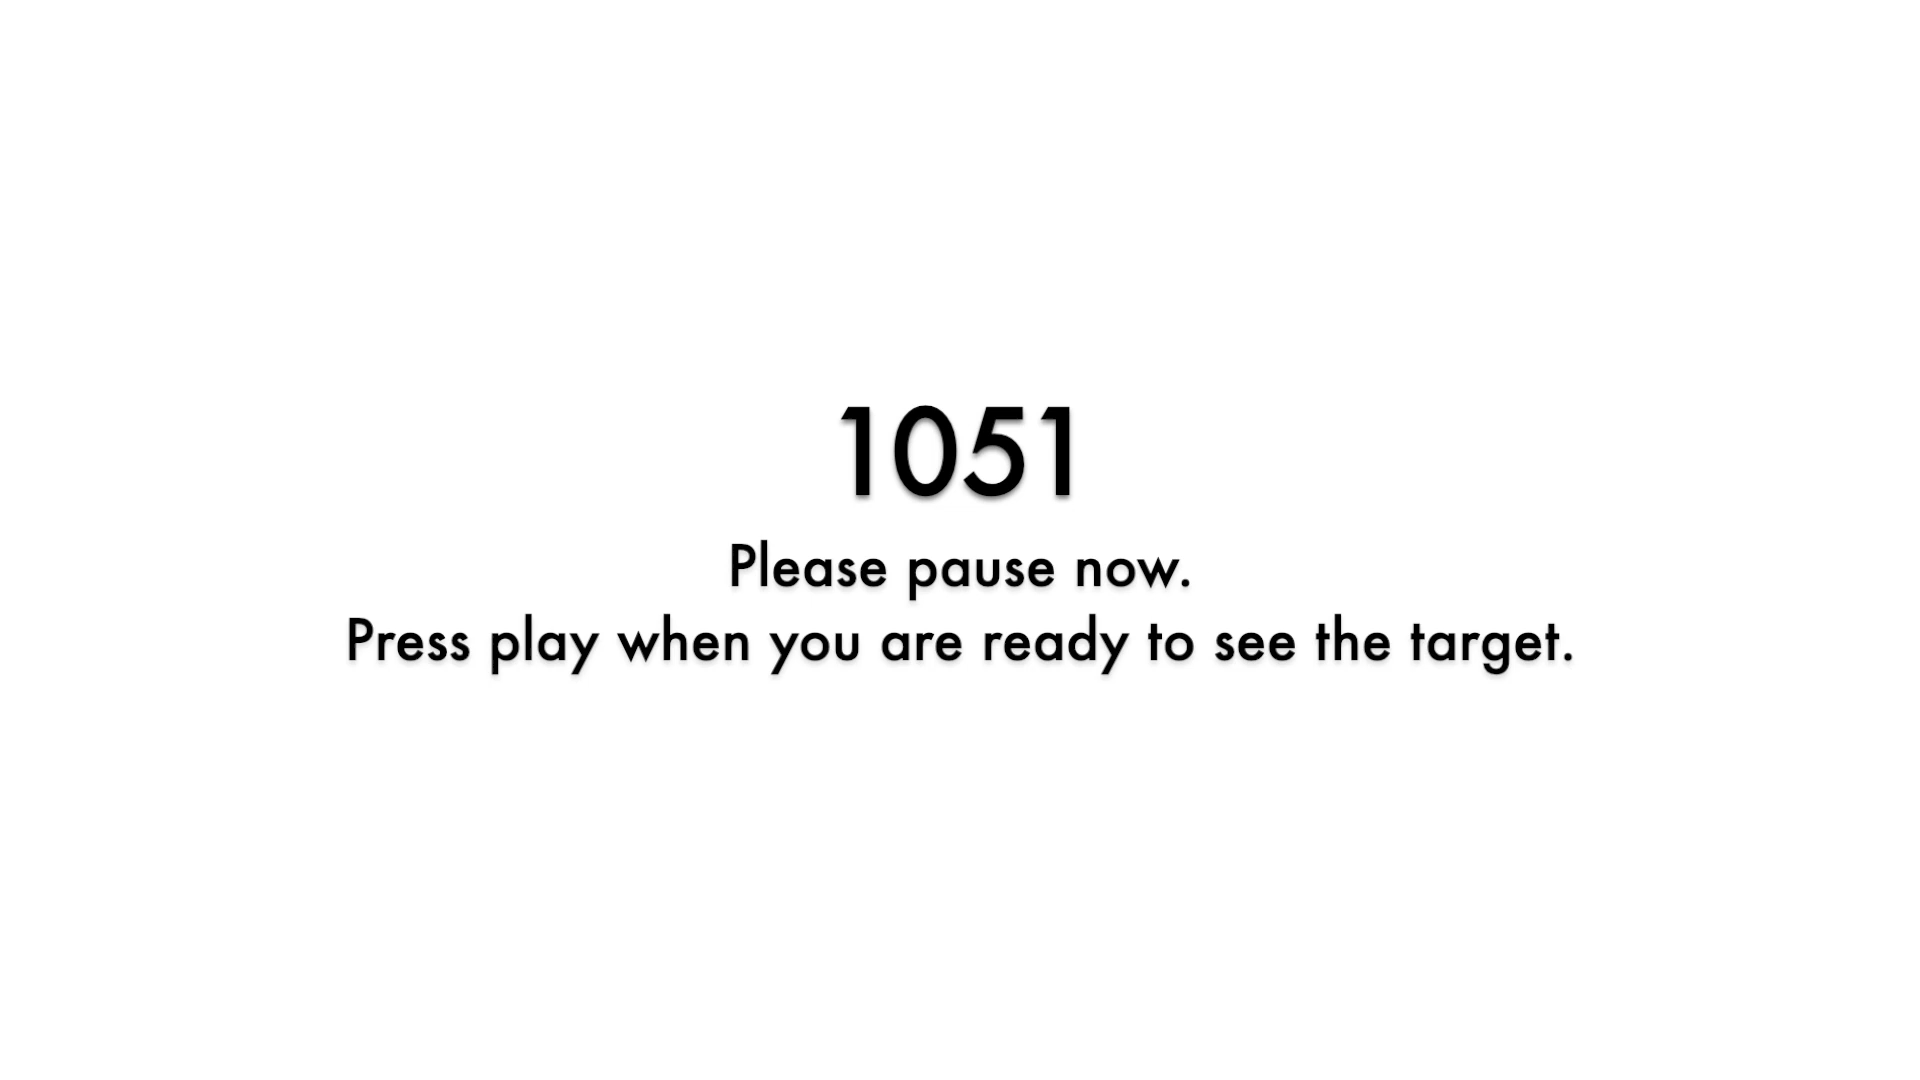 1051
Please pause now.
Press play when you are ready to see the target.